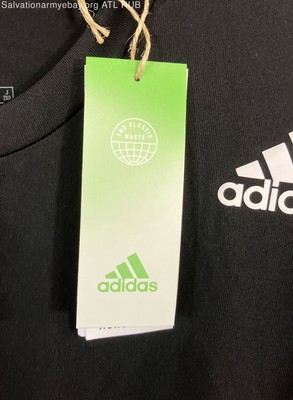 Salvationarmyebay.org ATL HUB
END PLASTIC
WASTE
adidas
adidas